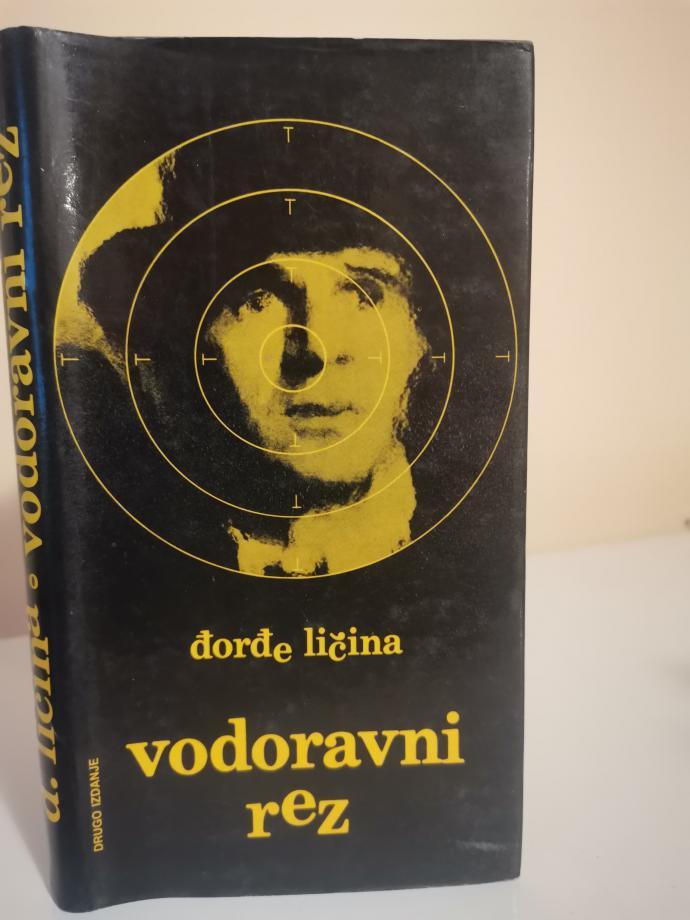 d. ličina • vodoravni rez
đorđe ličina
vodoravni
rez
DRUGO IZDANJE